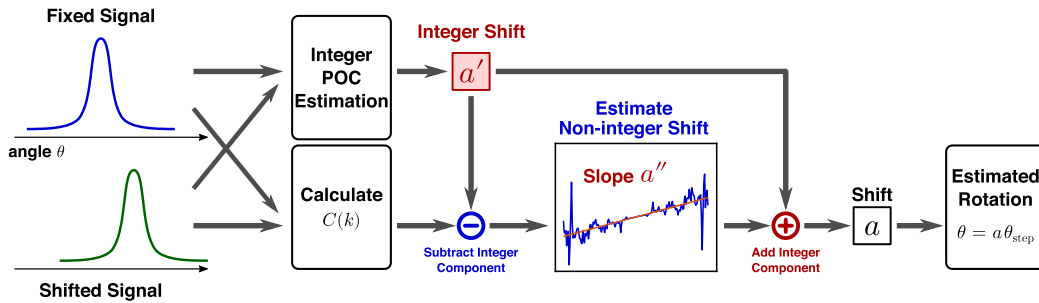 Fixed Signal
angle θ
Shifted Signal
Integer
POC
Estimation
Calculate
C(k)
Integer Shift
a′
Subtract Integer
Component
Estimate
Non-integer Shift
Slope a″
Add Integer
Component
Shift
a
Estimated
Rotation
θ = aθstep